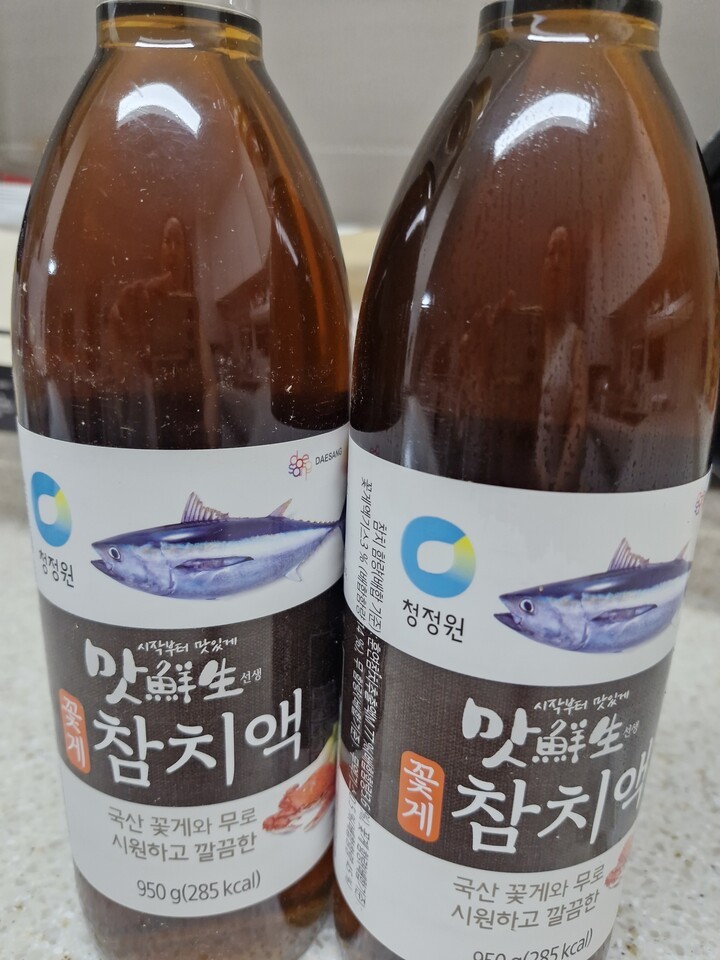 DAESANG
청정원
시작부터 맛있게
맛鮮生 선생
꽃게
참치액
국산 꽃게와 무로
시원하고 깔끔한
950 g(285 kcal)
청정원
시작부터 맛있게
맛鮮生 선생
꽃게
참치액
국산 꽃게와 무로
시원하고 깔끔한
950 g(285 kcal)